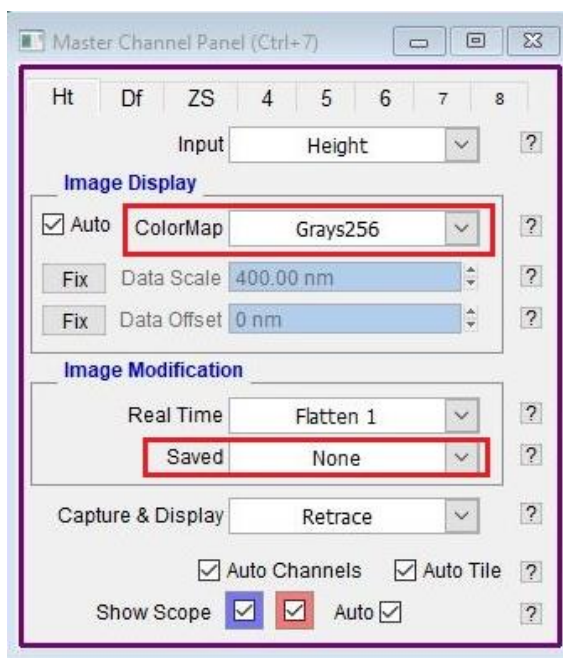 Master Channel Panel (Ctrl+7)
Ht Df ZS 4 5 6 7 8
Input Height ?
Image Display
Auto ColorMap Grays256 ?
Fix Data Scale 400.00 nm ?
Fix Data Offset 0 nm ?
Image Modification
Real Time Flatten 1 ?
Saved None ?
Capture & Display Retrace ?
Auto Channels Auto Tile ?
Show Scope Auto ?